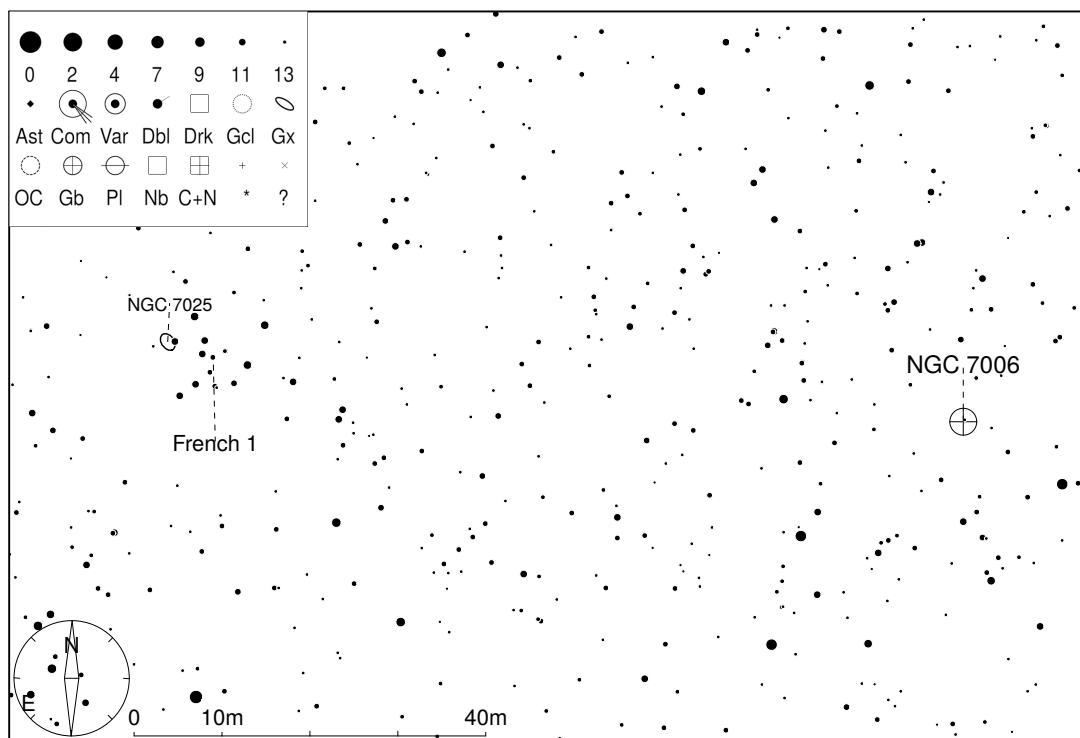 0 2 4 7 9 11 13
Ast Com Var Dbl Drk Gcl Gx
OC Gb Pl Nb C+N * ?
NGC 7025
NGC 7006
French 1
N
E
0 10m 40m